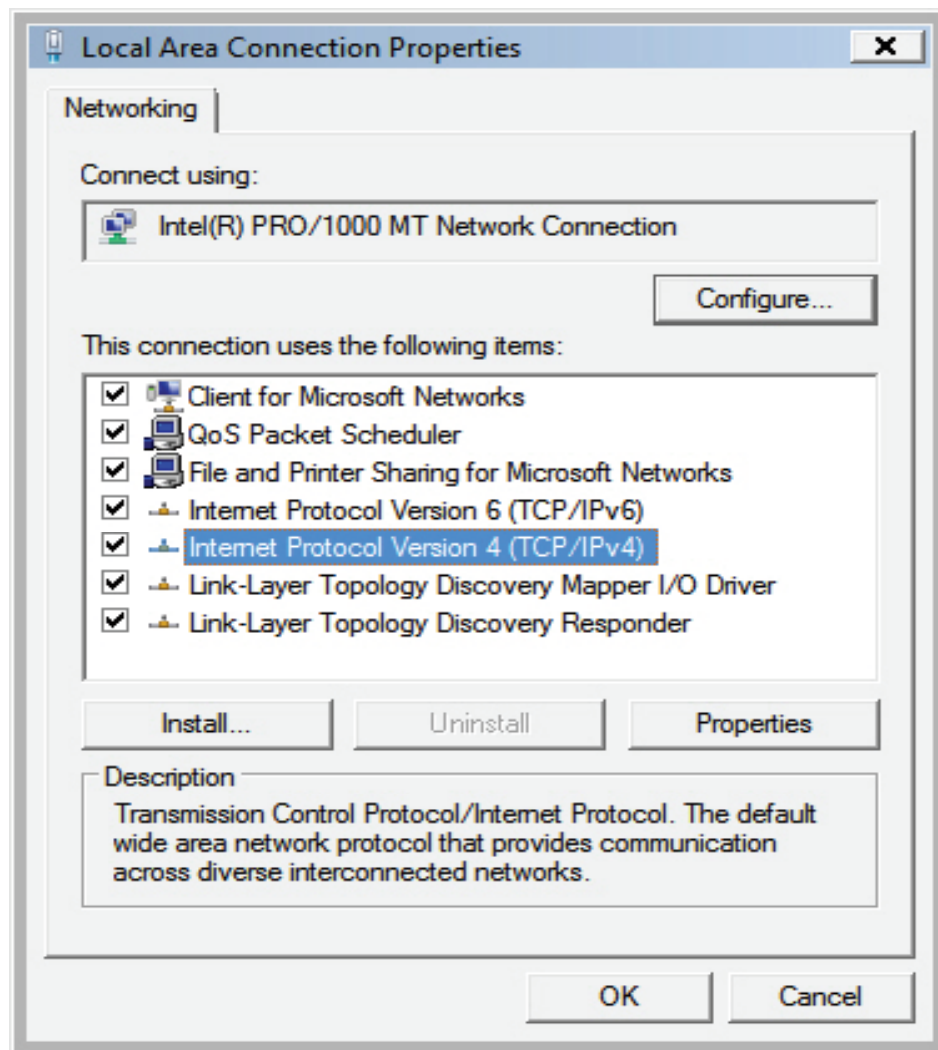 Local Area Connection Properties
Networking
Connect using:
Intel(R) PRO/1000 MT Network Connection
Configure...
This connection uses the following items:
Client for Microsoft Networks
QoS Packet Scheduler
File and Printer Sharing for Microsoft Networks
Internet Protocol Version 6 (TCP/IPv6)
Internet Protocol Version 4 (TCP/IPv4)
Link-Layer Topology Discovery Mapper I/O Driver
Link-Layer Topology Discovery Responder
Install... Uninstall Properties
Description
Transmission Control Protocol/Internet Protocol. The default
wide area network protocol that provides communication
across diverse interconnected networks.
OK Cancel